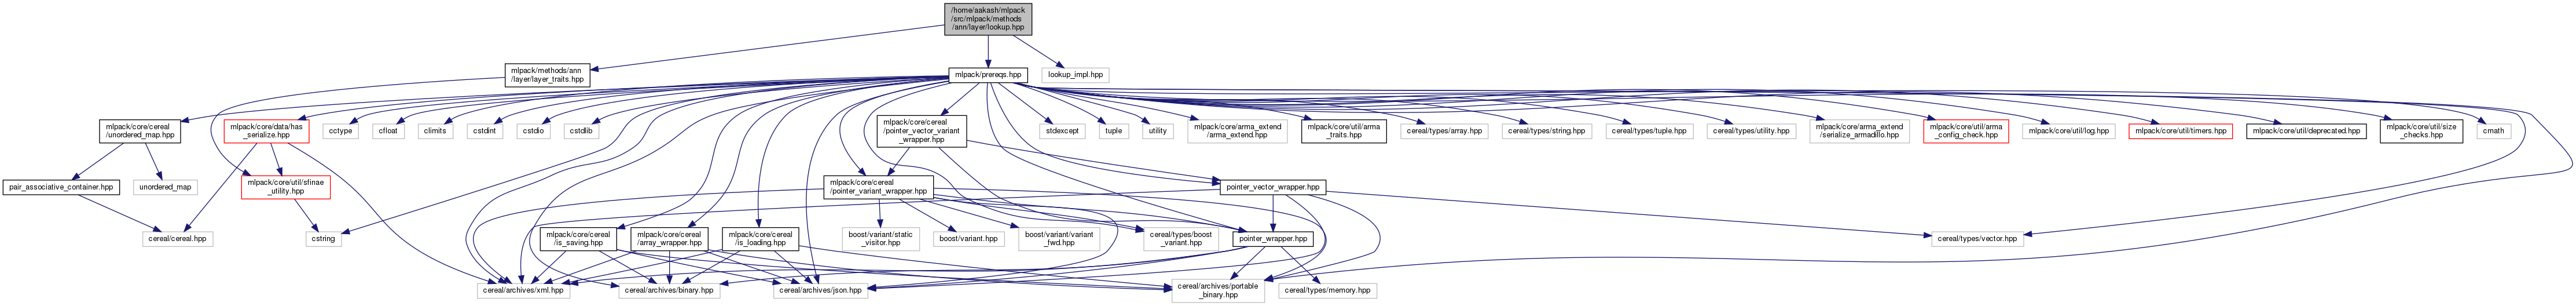 /home/aakash/mlpack
/src/mlpack/methods
/ann/layer/lookup.hpp
mlpack/methods/ann
/layer/layer_traits.hpp
mlpack/prereqs.hpp
lookup_impl.hpp
mlpack/core/cereal
/unordered_map.hpp
mlpack/core/data/has
_serialize.hpp
cctype
cfloat
climits
cstdint
cstdio
cstdlib
mlpack/core/cereal
/pointer_vector_variant
_wrapper.hpp
stdexcept
tuple
utility
mlpack/core/arma_extend
/arma_extend.hpp
mlpack/core/util/arma
_traits.hpp
cereal/types/array.hpp
cereal/types/string.hpp
cereal/types/tuple.hpp
cereal/types/utility.hpp
mlpack/core/arma_extend
/serialize_armadillo.hpp
mlpack/core/util/arma
_config_check.hpp
mlpack/core/util/log.hpp
mlpack/core/util/timers.hpp
mlpack/core/util/deprecated.hpp
mlpack/core/util/size
_checks.hpp
cmath
pair_associative_container.hpp
unordered_map
mlpack/core/util/sfinae
_utility.hpp
mlpack/core/cereal
/pointer_variant_wrapper.hpp
pointer_vector_wrapper.hpp
cereal/cereal.hpp
cstring
mlpack/core/cereal
/is_saving.hpp
mlpack/core/cereal
/array_wrapper.hpp
mlpack/core/cereal
/is_loading.hpp
boost/variant/static
_visitor.hpp
boost/variant.hpp
boost/variant/variant
_fwd.hpp
cereal/types/boost
_variant.hpp
pointer_wrapper.hpp
cereal/types/vector.hpp
cereal/archives/xml.hpp
cereal/archives/binary.hpp
cereal/archives/json.hpp
cereal/archives/portable
_binary.hpp
cereal/types/memory.hpp